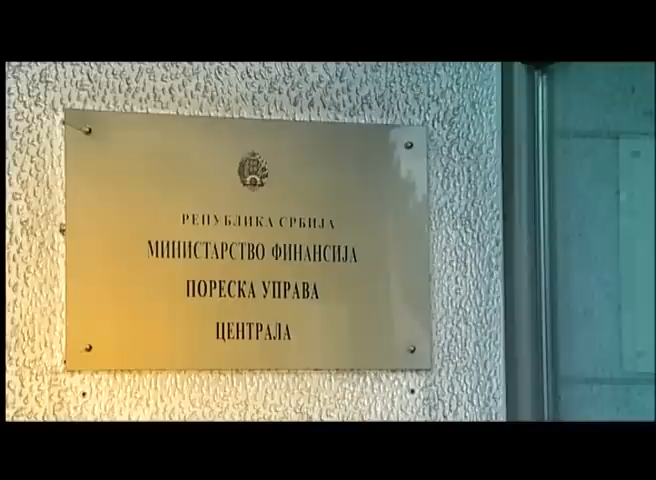 РЕПУБЛИКА СРБИЈА
МИНИСТАРСТВО ФИНАНСИЈА
ПОРЕСКА УПРАВА
ЦЕНТРАЛА